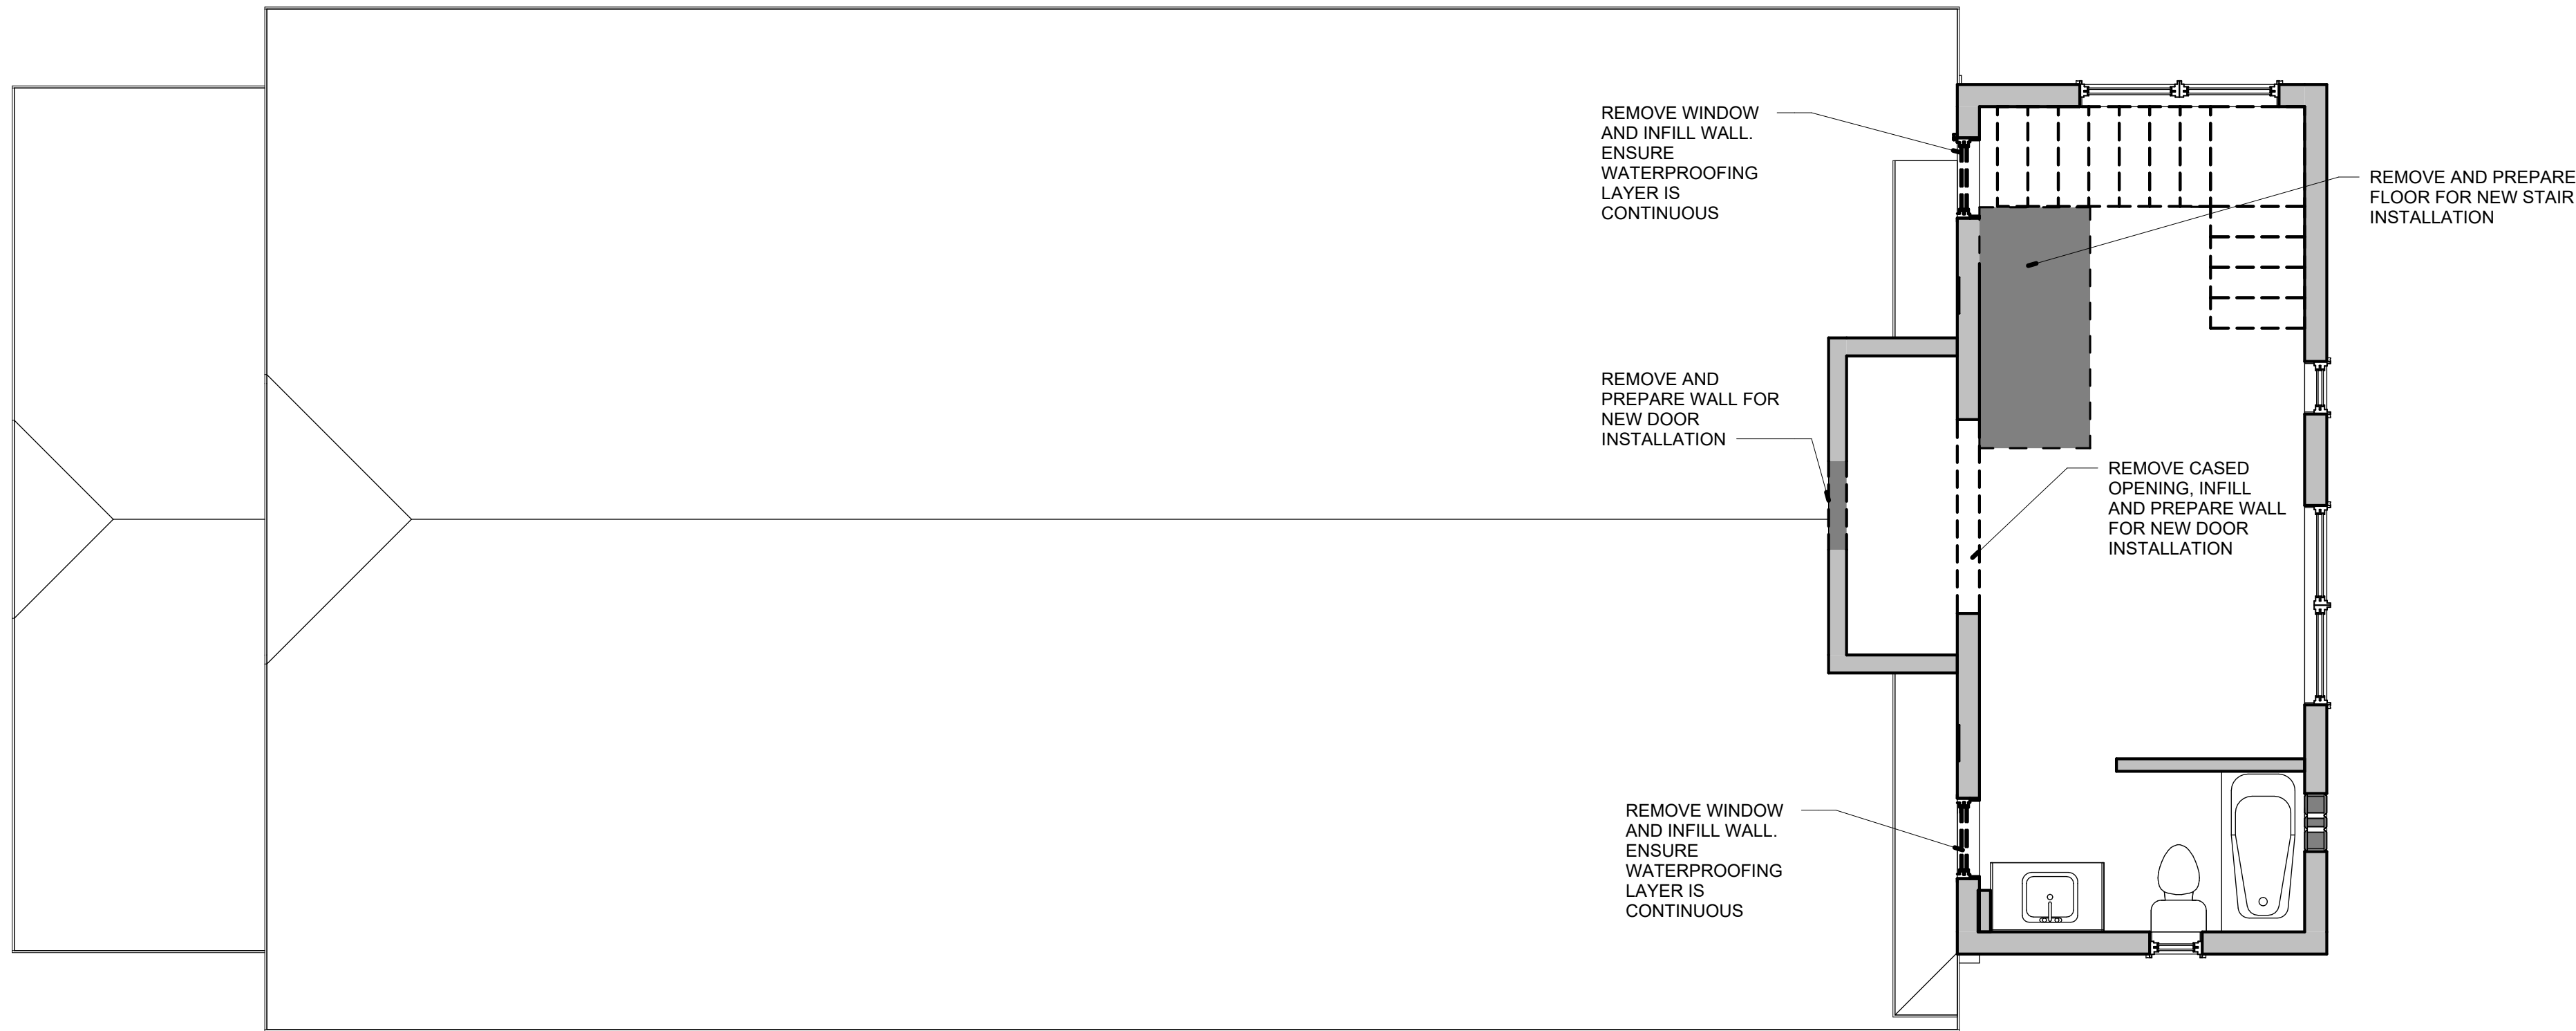 REMOVE WINDOW
AND INFILL WALL.
ENSURE
WATERPROOFING
LAYER IS
CONTINUOUS
REMOVE AND PREPARE
FLOOR FOR NEW STAIR
INSTALLATION
REMOVE AND
PREPARE WALL FOR
NEW DOOR
INSTALLATION
REMOVE CASED
OPENING, INFILL
AND PREPARE WALL
FOR NEW DOOR
INSTALLATION
REMOVE WINDOW
AND INFILL WALL.
ENSURE
WATERPROOFING
LAYER IS
CONTINUOUS